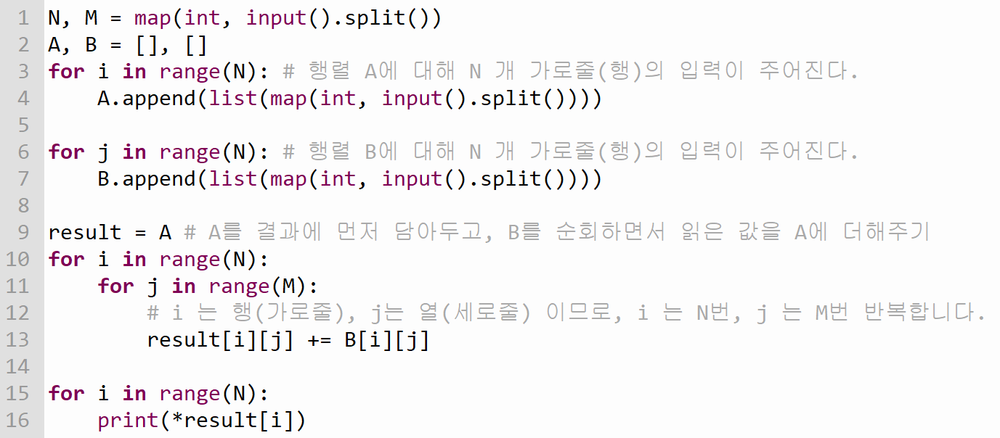 1 N, M = map(int, input().split())
2 A, B = [], []
3 for i in range(N): # 행렬 A에 대해 N 개 가로줄(행)의 입력이 주어진다.
4     A.append(list(map(int, input().split())))
5
6 for j in range(N): # 행렬 B에 대해 N 개 가로줄(행)의 입력이 주어진다.
7     B.append(list(map(int, input().split())))
8
9 result = A # A를 결과에 먼저 담아두고, B를 순회하면서 읽은 값을 A에 더해주기
10 for i in range(N):
11     for j in range(M):
12         # i 는 행(가로줄), j는 열(세로줄) 이므로, i 는 N번, j 는 M번 반복합니다.
13         result[i][j] += B[i][j]
14
15 for i in range(N):
16     print(*result[i])